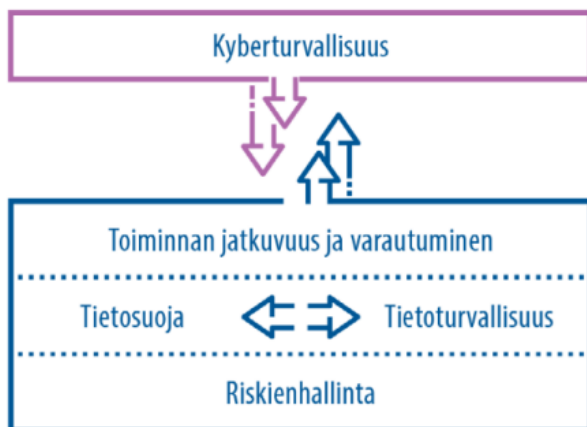 Kyberturvallisuus
Toiminnan jatkuvuus ja varautuminen
Tietosuoja
Tietoturvallisuus
Riskienhallinta